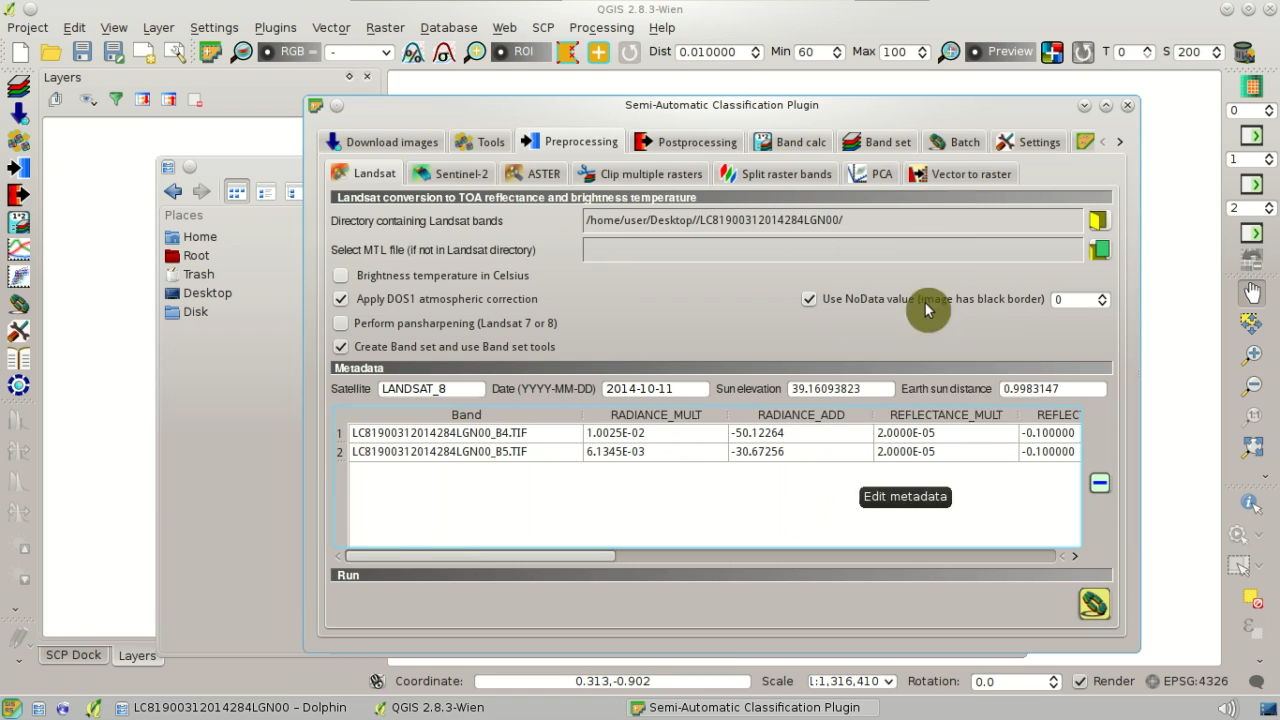 QGIS 2.8.3-Wien
Project Edit View Layer Settings Plugins Vector Raster Database Web SCP Processing Help
RGB = - ROI Dist 0.010000 Min 60 Max 100 Preview T 0 S 200
Layers
Semi-Automatic Classification Plugin
Download images Tools Preprocessing Postprocessing Band calc Band set Batch Settings
Landsat Sentinel-2 ASTER Clip multiple rasters Split raster bands PCA Vector to raster
Landsat conversion to TOA reflectance and brightness temperature
Directory containing Landsat bands /home/user/Desktop//LC81900312014284LGN00/
Select MTL file (if not in Landsat directory)
Brightness temperature in Celsius
Apply DOS1 atmospheric correction Use NoData value (image has black border) 0
Perform pansharpening (Landsat 7 or 8)
Create Band set and use Band set tools
Metadata
Satellite LANDSAT_8 Date (YYYY-MM-DD) 2014-10-11 Sun elevation 39.16093823 Earth sun distance 0.9983147
Band RADIANCE_MULT RADIANCE_ADD REFLECTANCE_MULT REFLEC
1 LC81900312014284LGN00_B4.TIF 1.0025E-02 -50.12264 2.0000E-05 -0.100000
2 LC81900312014284LGN00_B5.TIF 6.1345E-03 -30.67256 2.0000E-05 -0.100000
Edit metadata
Run
Places
Home
Root
Trash
Desktop
Disk
0
1
2
SCP Dock Layers
Coordinate: 0.313,-0.902 Scale 1:1,316,410 Rotation: 0.0 Render EPSG:4326
LC81900312014284LGN00 – Dolphin QGIS 2.8.3-Wien Semi-Automatic Classification Plugin